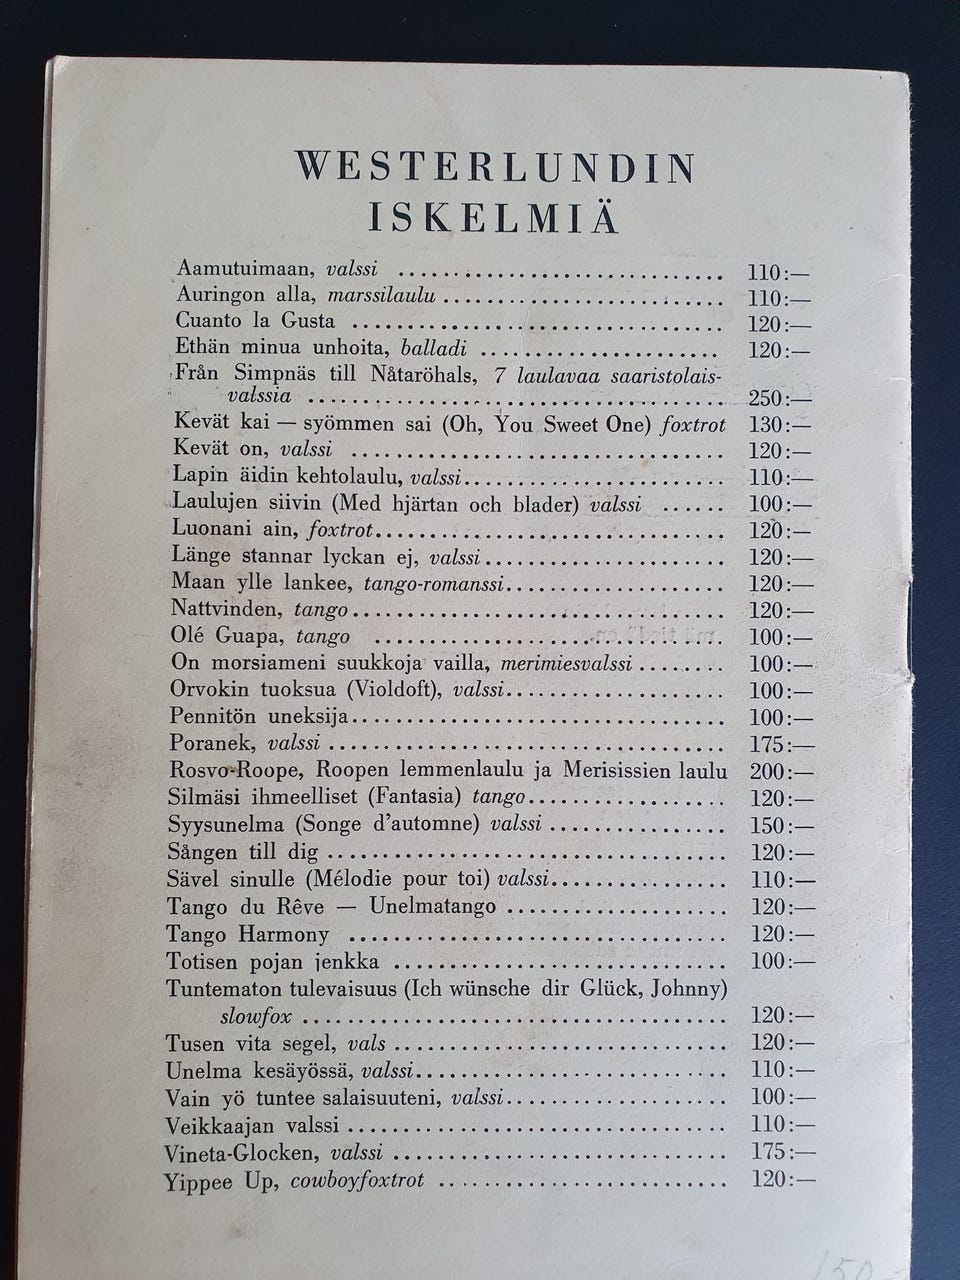 WESTERLUNDIN
ISKELMIÄ
Aamutuimaan, valssi .............................. 110:—
Auringon alla, marssilaulu ........................... 110:—
Cuanto la Gusta .................................... 120:—
Ethän minua unhoita, balladi ....................... 120:—
Från Simpnäs till Nåtaröhals, 7 laulavaa saaristolais-
valssia ........................................ 250:—
Kevät kai — syömmen sai (Oh, You Sweet One) foxtrot 130:—
Kevät on, valssi .................................... 120:—
Lapin äidin kehtolaulu, valssi......................... 110:—
Laulujen siivin (Med hjärtan och blader) valssi ...... 100:—
Luonani ain, foxtrot.................................. 120:—
Länge stannar lyckan ej, valssi....................... 120:—
Maan ylle lankee, tango-romanssi..................... 120:—
Nattvinden, tango.................................... 120:—
Olé Guapa, tango .................................. 100:—
On morsiameni suukkoja vailla, merimiesvalssi ........ 100:—
Orvokin tuoksua (Violdoft), valssi..................... 100:—
Pennitön uneksija.................................... 100:—
Poranek, valssi ...................................... 175:—
Rosvo-Roope, Roopen lemmenlaulu ja Merisissien laulu 200:—
Silmäsi ihmeelliset (Fantasia) tango................... 120:—
Syysunelma (Songe d'automne) valssi ................. 150:—
Sången till dig ...................................... 120:—
Sävel sinulle (Mélodie pour toi) valssi................. 110:—
Tango du Rêve — Unelmatango ..................... 120:—
Tango Harmony .................................... 120:—
Totisen pojan jenkka ................................ 100:—
Tuntematon tulevaisuus (Ich wünsche dir Glück, Johnny)
slowfox ......................................... 120:—
Tusen vita segel, vals ................................ 120:—
Unelma kesäyössä, valssi.............................. 110:—
Vain yö tuntee salaisuuteni, valssi..................... 100:—
Veikkaajan valssi .................................... 110:—
Vineta-Glocken, valssi ................................ 175:—
Yippee Up, cowboyfoxtrot ............................ 120:—
150:-